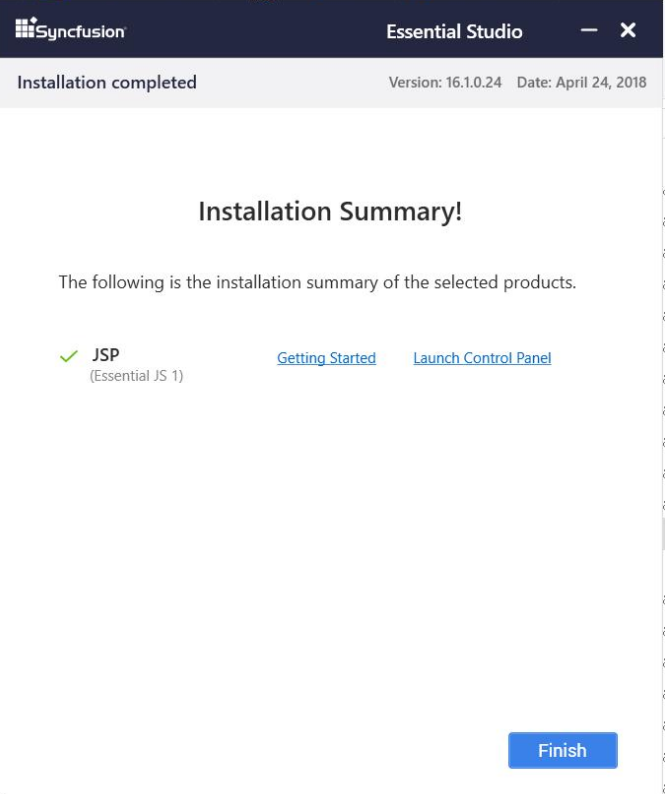 Syncfusion Essential Studio
Installation completed Version: 16.1.0.24 Date: April 24, 2018
Installation Summary!
The following is the installation summary of the selected products.
JSP Getting Started Launch Control Panel
(Essential JS 1)
Finish